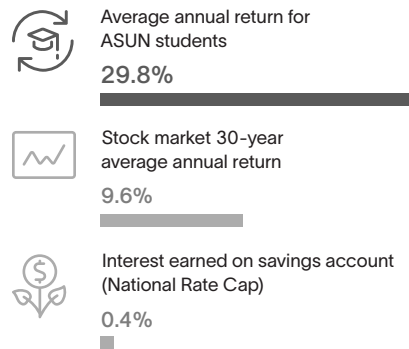 Average annual return for
ASUN students
29.8%
Stock market 30-year
average annual return
9.6%
$
Interest earned on savings account
(National Rate Cap)
0.4%